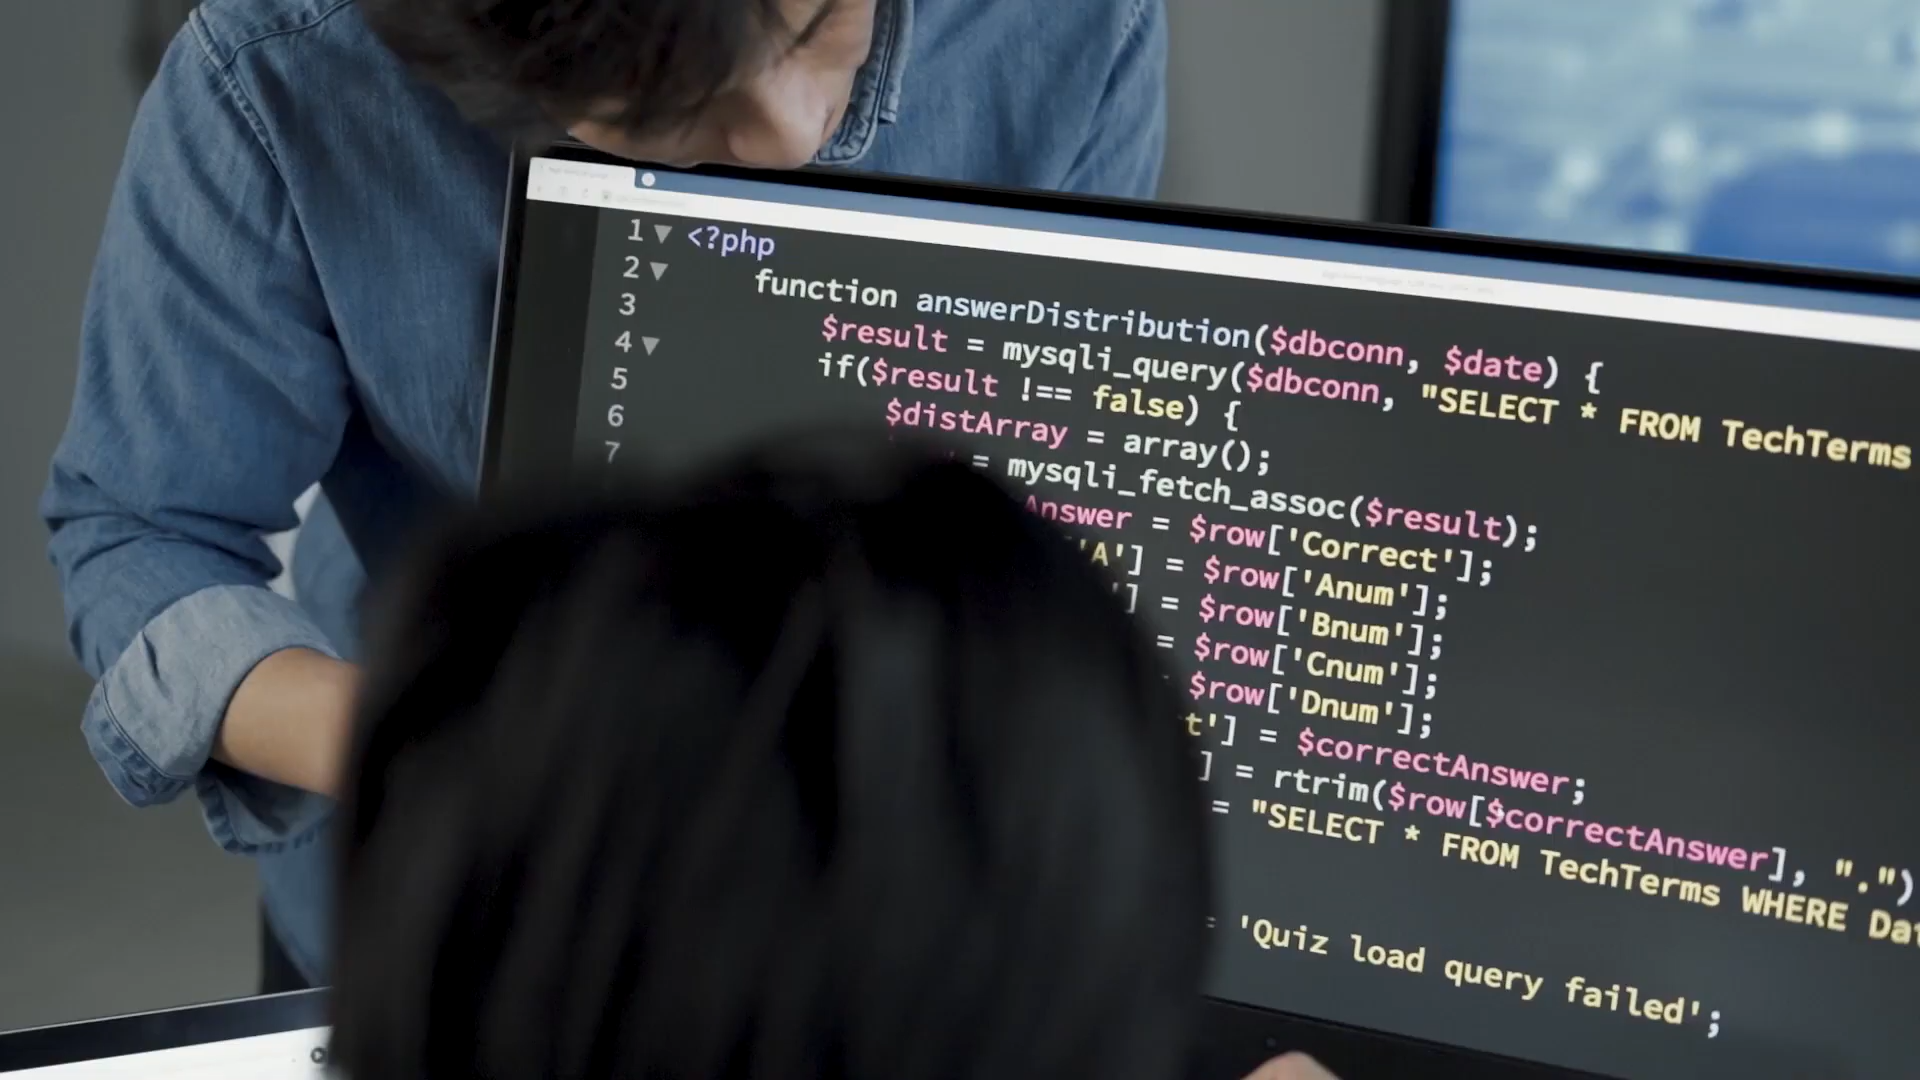 1 <?php
2 function answerDistribution($dbconn, $date) {
3 $result = mysqli_query($dbconn, "SELECT * FROM TechTerms
4 if($result !== false) {
5 $distArray = array();
6 = mysqli_fetch_assoc($result);
7 Answer = $row['Correct'];
'A'] = $row['Anum'];
'] = $row['Bnum'];
= $row['Cnum'];
$row['Dnum'];
t'] = $correctAnswer;
] = rtrim($row[$correctAnswer], ".")
= "SELECT * FROM TechTerms WHERE Dat
= 'Quiz load query failed';